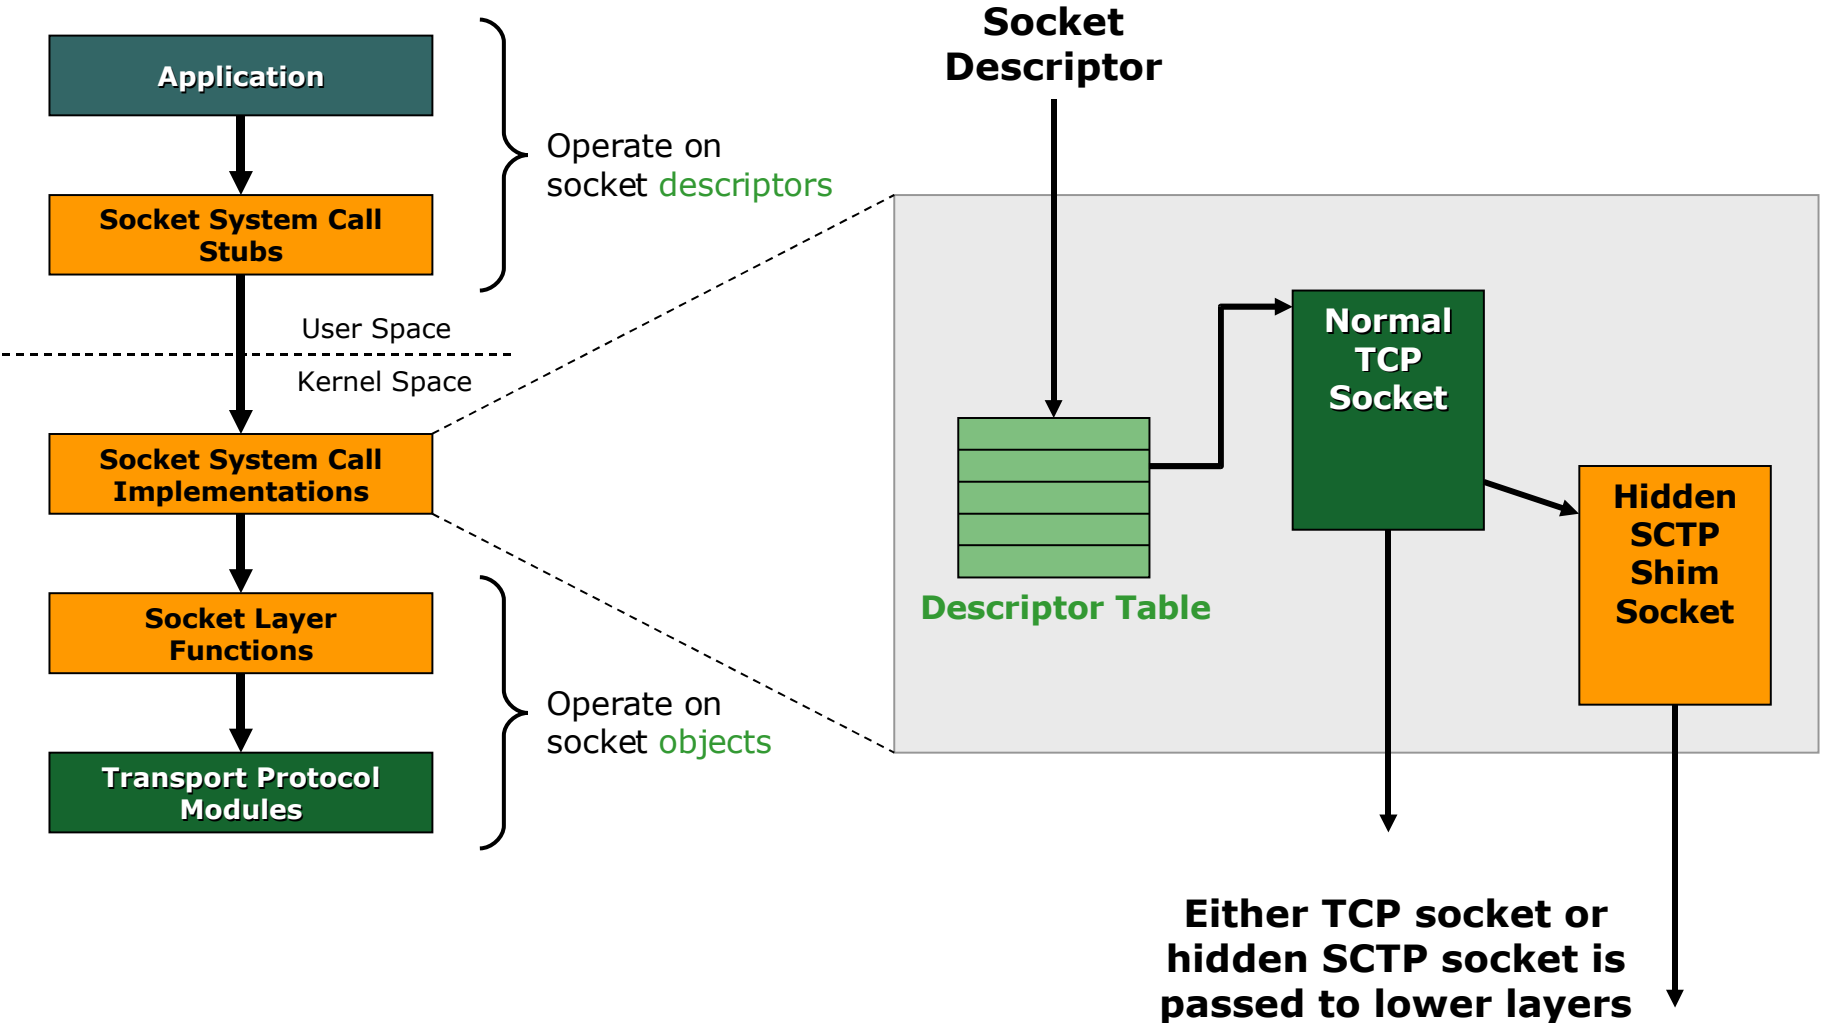 Application
Socket System Call
Stubs
Operate on
socket descriptors
User Space
Kernel Space
Socket System Call
Implementations
Socket Layer
Functions
Operate on
socket objects
Transport Protocol
Modules
Socket
Descriptor
Descriptor Table
Normal
TCP
Socket
Hidden
SCTP
Shim
Socket
Either TCP socket or
hidden SCTP socket is
passed to lower layers